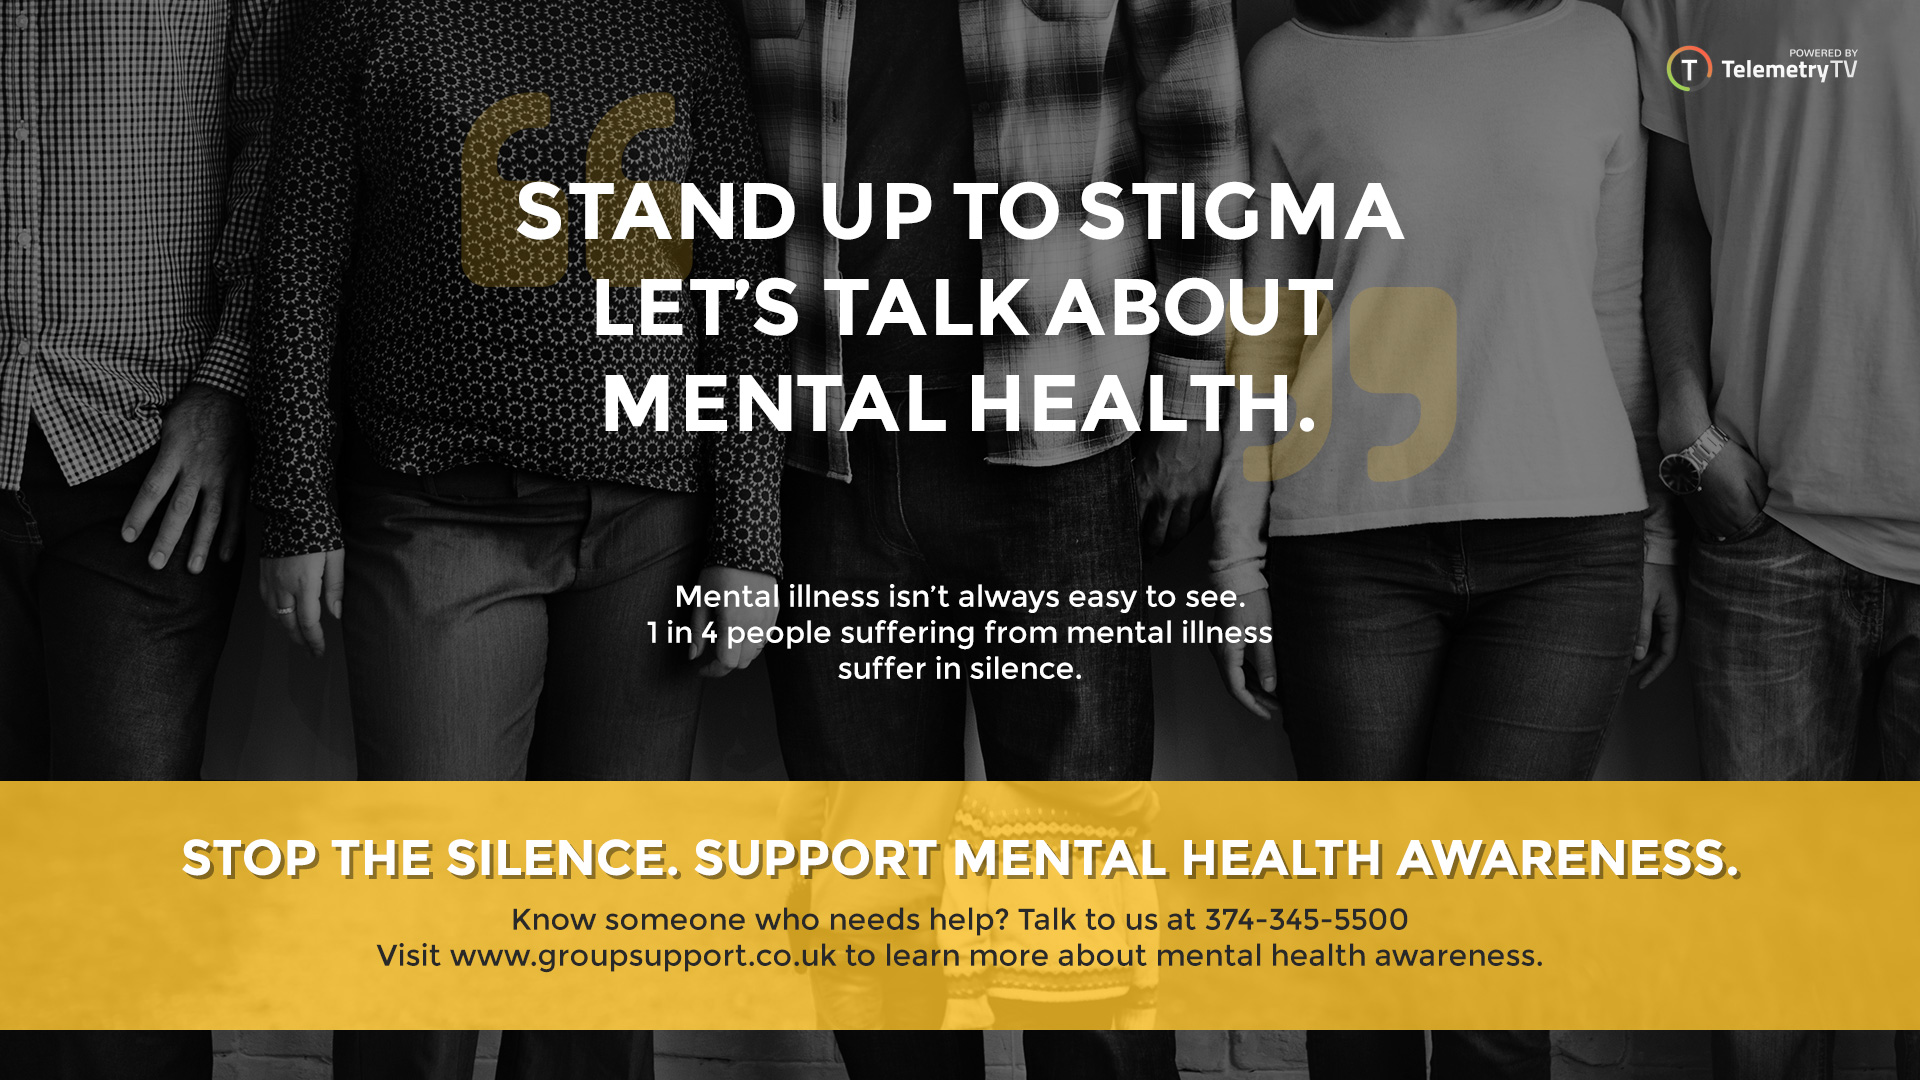 POWERED BY
T TelemetryTV
STAND UP TO STIGMA
LET’S TALK ABOUT
MENTAL HEALTH.
Mental illness isn’t always easy to see.
1 in 4 people suffering from mental illness
suffer in silence.
STOP THE SILENCE. SUPPORT MENTAL HEALTH AWARENESS.
Know someone who needs help? Talk to us at 374-345-5500
Visit www.groupsupport.co.uk to learn more about mental health awareness.